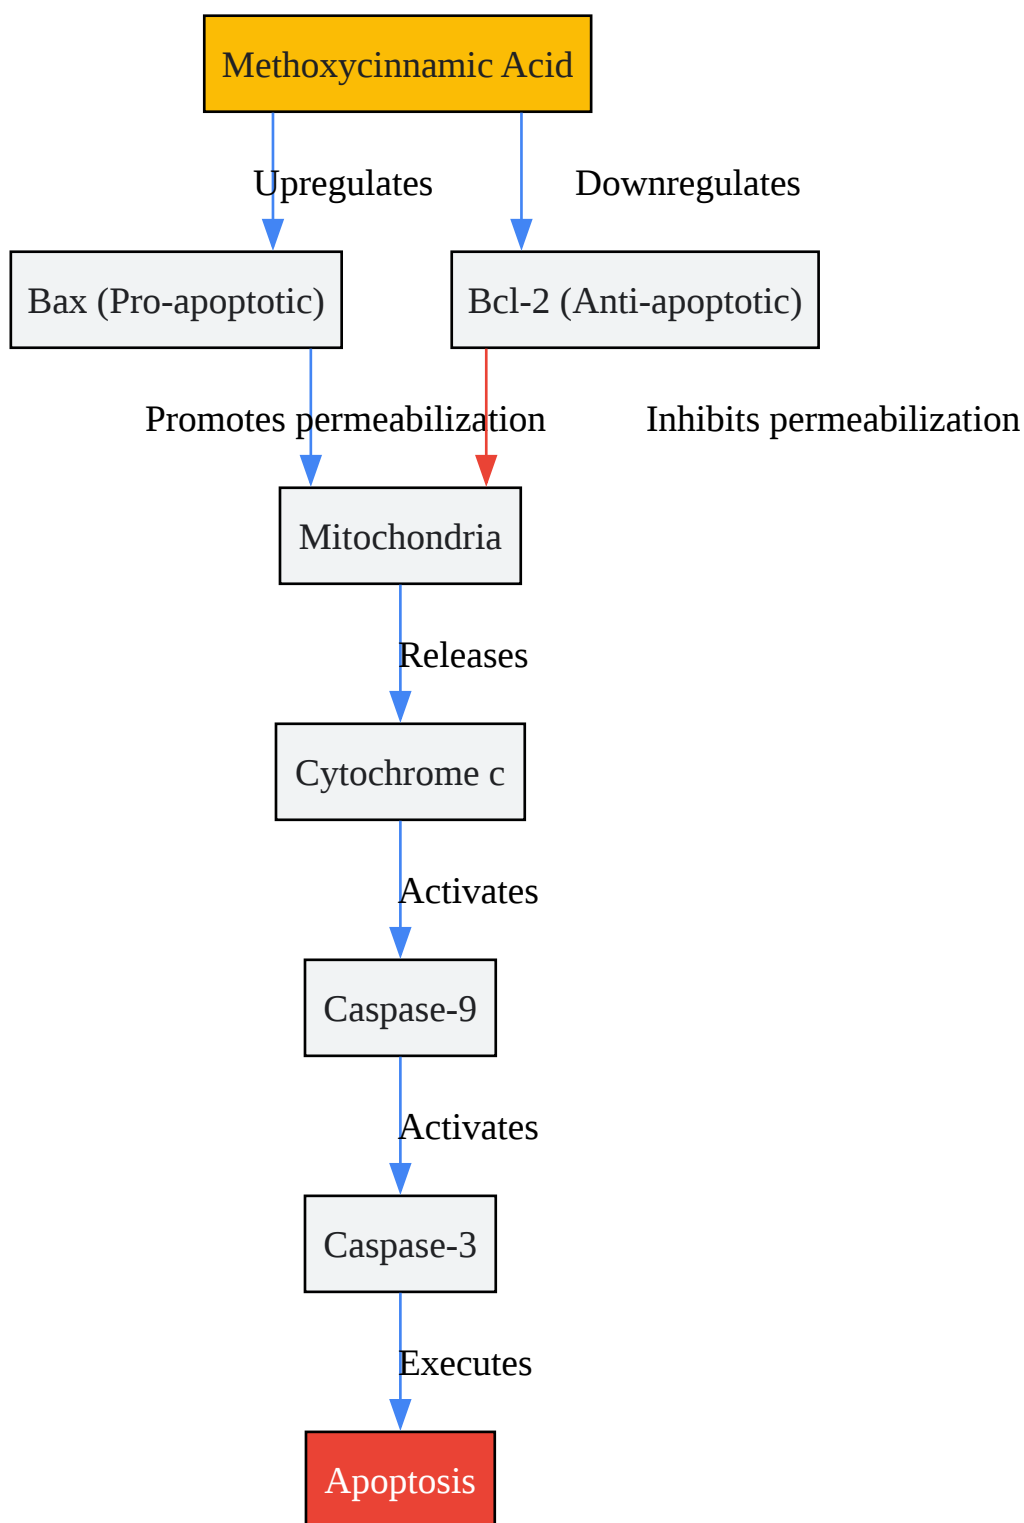 Methoxycinnamic Acid
Upregulates
Downregulates
Bax (Pro-apoptotic)
Bcl-2 (Anti-apoptotic)
Promotes permeabilization
Inhibits permeabilization
Mitochondria
Releases
Cytochrome c
Activates
Caspase-9
Activates
Caspase-3
Executes
Apoptosis